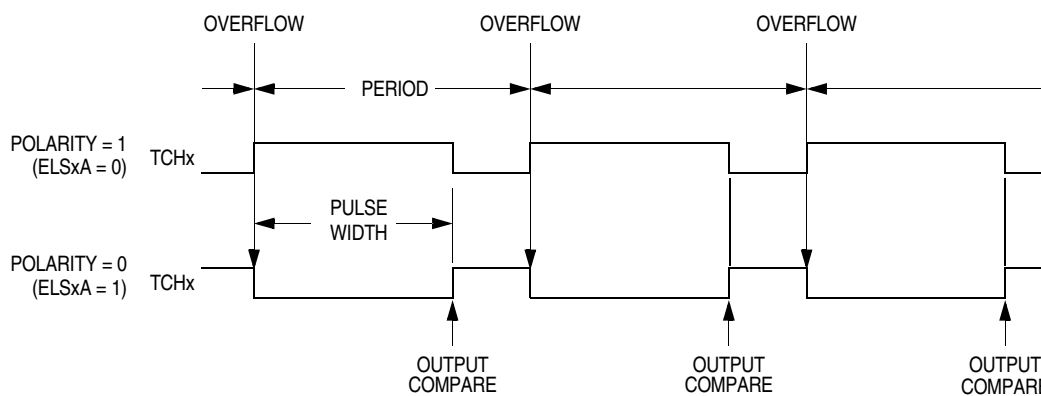 OVERFLOW OVERFLOW OVERFLOW
PERIOD
POLARITY = 1
(ELSxA = 0)
TCHx
PULSE
WIDTH
POLARITY = 0
(ELSxA = 1)
TCHx
OUTPUT
COMPARE
OUTPUT
COMPARE
OUTPUT
COMPARE